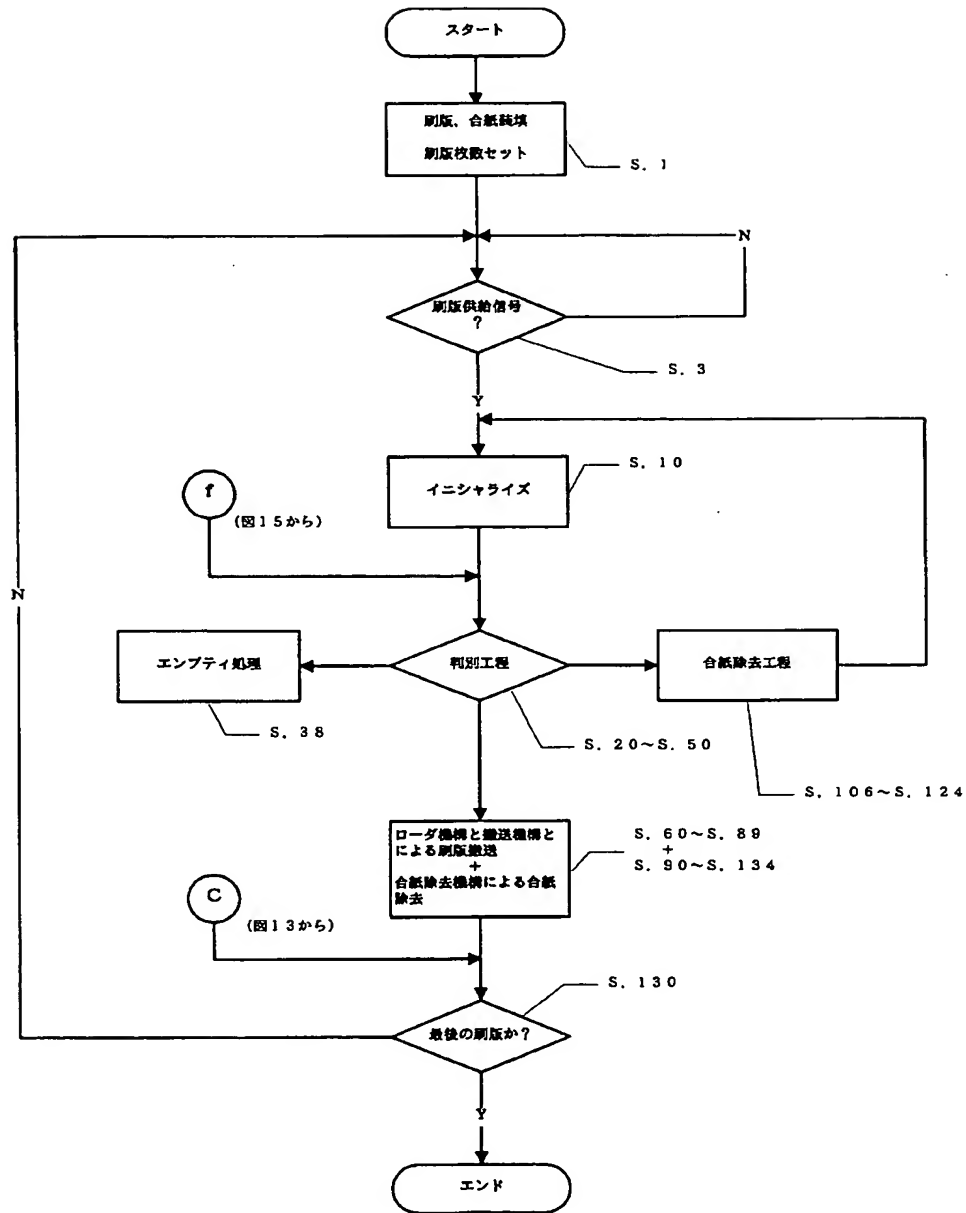 スタート
刷版、合紙装填
刷版枚数セット
S. 1
N
刷版供給信号
?
S. 3
Y
S. 10
イニシャライズ
f
(図15から)
N
エンプティ処理
判別工程
合紙除去工程
S. 38
S. 20~S. 50
S. 106~S. 124
ローダ機構と搬送機構と
による刷版搬送
+
合紙除去機構による合紙
除去
S. 60~S. 89
+
S. 90~S. 134
C
(図13から)
S. 130
最後の刷版か?
Y
エンド